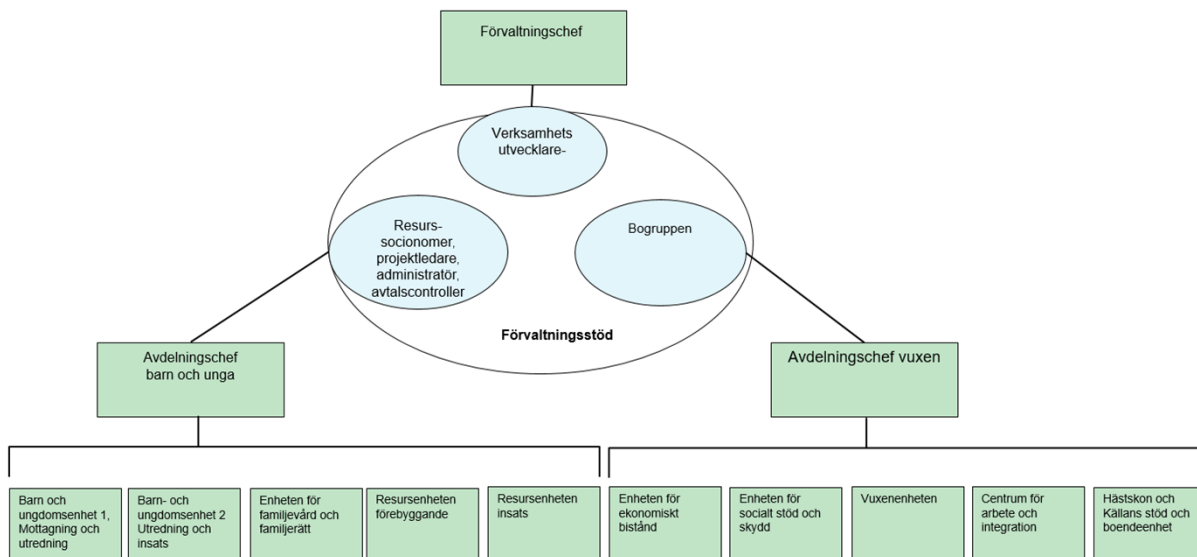 Förvaltningschef
Verksamhets
utvecklare-
Resurs-
socionomer,
projektledare,
administratör,
avtalscontroller
Bogruppen
Förvaltningsstöd
Avdelningschef
barn och unga
Avdelningschef vuxen
Barn och
ungdomsenhet 1,
Mottagning och
utredning
Barn- och
ungdomsenhet 2
Utredning och
insats
Enheten för
familjevård och
familjerätt
Resursenheten
förebyggande
Resursenheten
insats
Enheten för
ekonomiskt
bistånd
Enheten för
socialt stöd och
skydd
Vuxenenheten
Centrum för
arbete och
integration
Hästskon och
Källans stöd och
boendeenhet